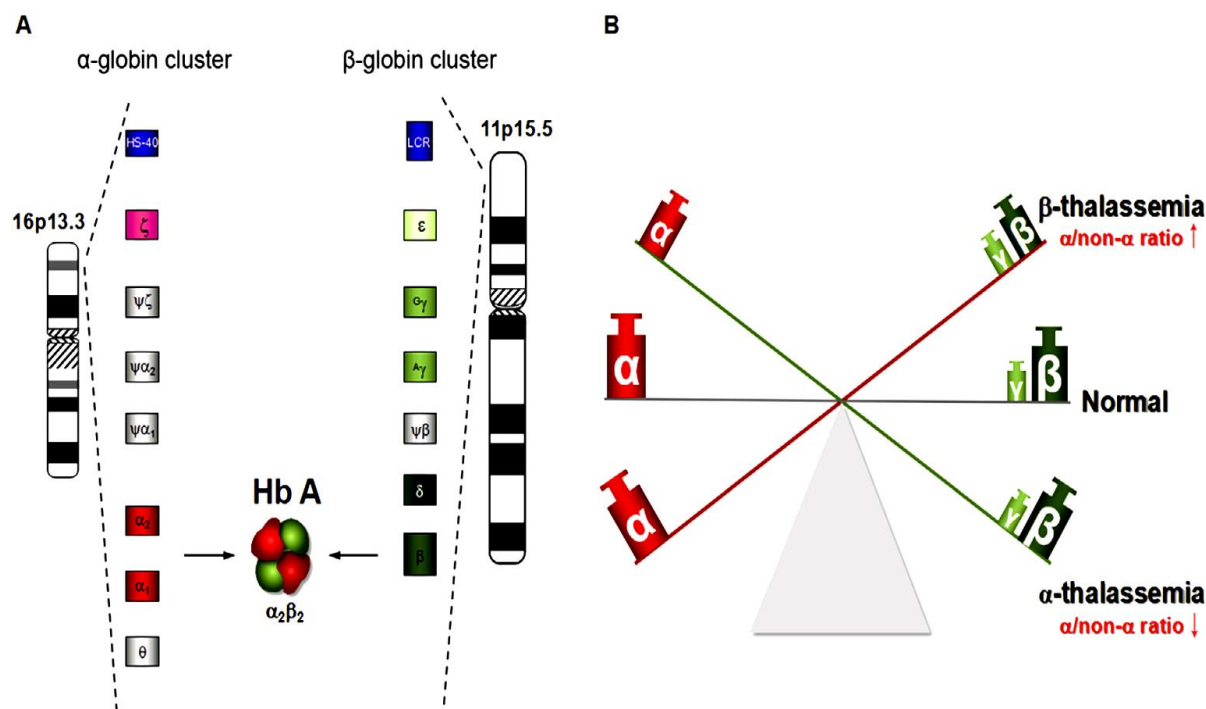 A
α-globin cluster
β-globin cluster
16p13.3
HS-40
ζ
ψζ
ψα₂
ψα₁
α₂
α₁
θ
Hb A
α₂β₂
11p15.5
LCR
ε
ᴳγ
ᴬγ
ψβ
δ
β
B
α
γ
β
β-thalassemia
α/non-α ratio ↑
α
γ
β
Normal
α
γ
β
α-thalassemia
α/non-α ratio ↓